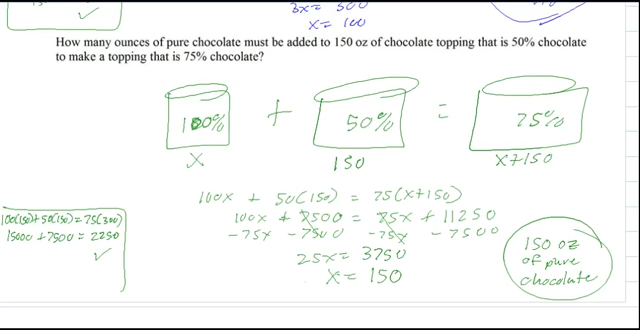 3x = 300
x = 100
How many ounces of pure chocolate must be added to 150 oz of chocolate topping that is 50% chocolate
to make a topping that is 75% chocolate?
100% + 50% = 75%
x 150 x+150
100x + 50(150) = 75(x+150)
100x + 7500 = 75x + 11250
-75x -7500 -75x -7500
25x = 3750
x = 150
100(150)+50(150)=75(300)
15000 + 7500 = 2250
✓
150 oz
of pure
chocolate